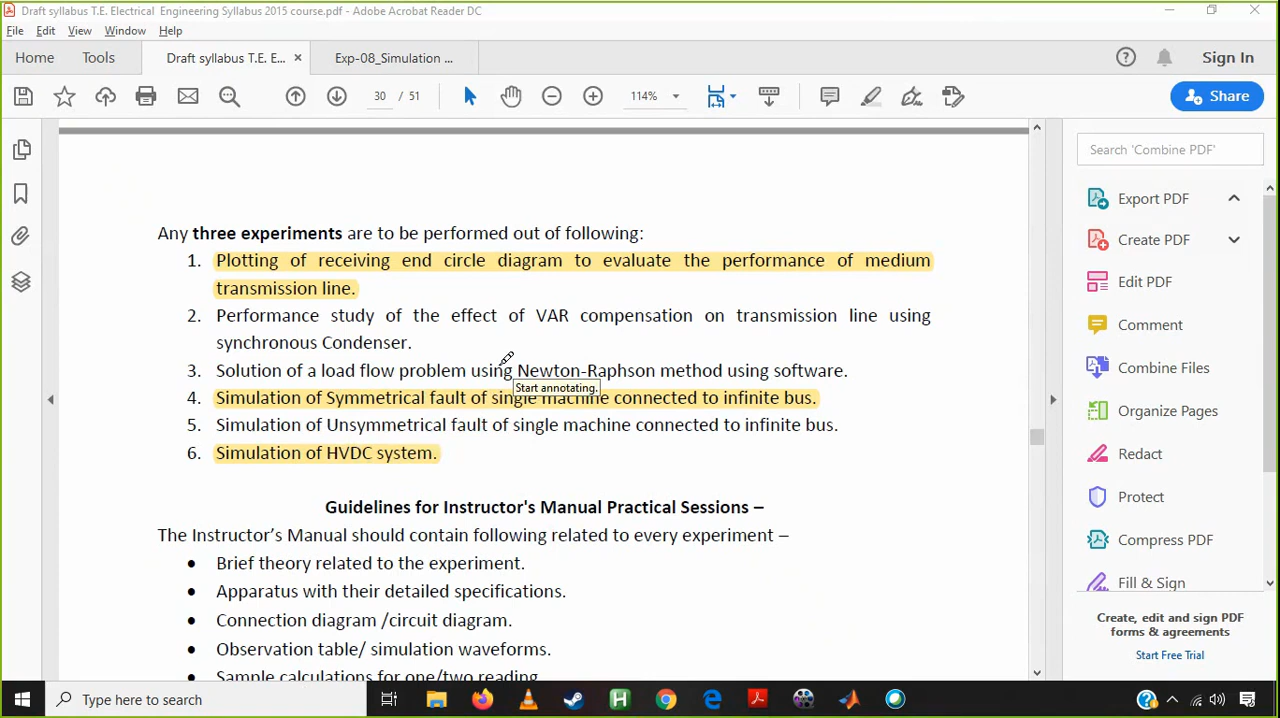 Draft syllabus T.E. Electrical Engineering Syllabus 2015 course.pdf - Adobe Acrobat Reader DC
File Edit View Window Help
Home Tools Draft syllabus T.E. E... × Exp-08_Simulation ... Sign In
30 / 51 114% Share
Search 'Combine PDF'
Export PDF
Create PDF
Edit PDF
Comment
Combine Files
Organize Pages
Redact
Protect
Compress PDF
Fill & Sign
Create, edit and sign PDF
forms & agreements
Start Free Trial
Any three experiments are to be performed out of following:
1. Plotting of receiving end circle diagram to evaluate the performance of medium
transmission line.
2. Performance study of the effect of VAR compensation on transmission line using
synchronous Condenser.
3. Solution of a load flow problem using Newton-Raphson method using software.
Start annotating.
4. Simulation of Symmetrical fault of single machine connected to infinite bus.
5. Simulation of Unsymmetrical fault of single machine connected to infinite bus.
6. Simulation of HVDC system.
Guidelines for Instructor's Manual Practical Sessions –
The Instructor's Manual should contain following related to every experiment –
• Brief theory related to the experiment.
• Apparatus with their detailed specifications.
• Connection diagram /circuit diagram.
• Observation table/ simulation waveforms.
• Sample calculations for one/two reading
Type here to search